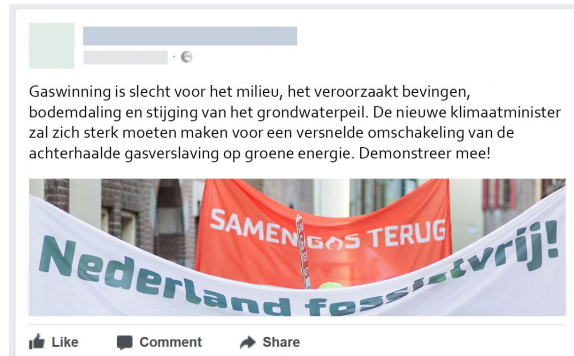 Gaswinning is slecht voor het milieu, het veroorzaakt bevingen,
bodemdaling en stijging van het grondwaterpeil. De nieuwe klimaatminister
zal zich sterk moeten maken voor een versnelde omschakeling van de
achterhaalde gasverslaving op groene energie. Demonstreer mee!
SAMEN GAS TERUG
Nederland fossielvrij!
Like Comment Share